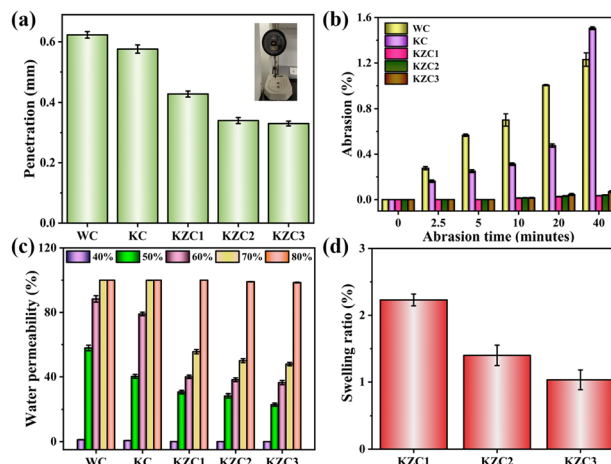 (a)
Penetration (mm)
0.6
0.4
0.2
0.0
WC KC KZC1 KZC2 KZC3
(b)
Abrasion (%)
1.8
1.2
0.6
0.0
WC
KC
KZC1
KZC2
KZC3
0 2.5 5 10 20 40
Abrasion time (minutes)
(c)
Water permeability (%)
120
80
40
0
40% 50% 60% 70% 80%
WC KC KZC1 KZC2 KZC3
(d)
Swelling ratio (%)
3
2
1
0
KZC1 KZC2 KZC3